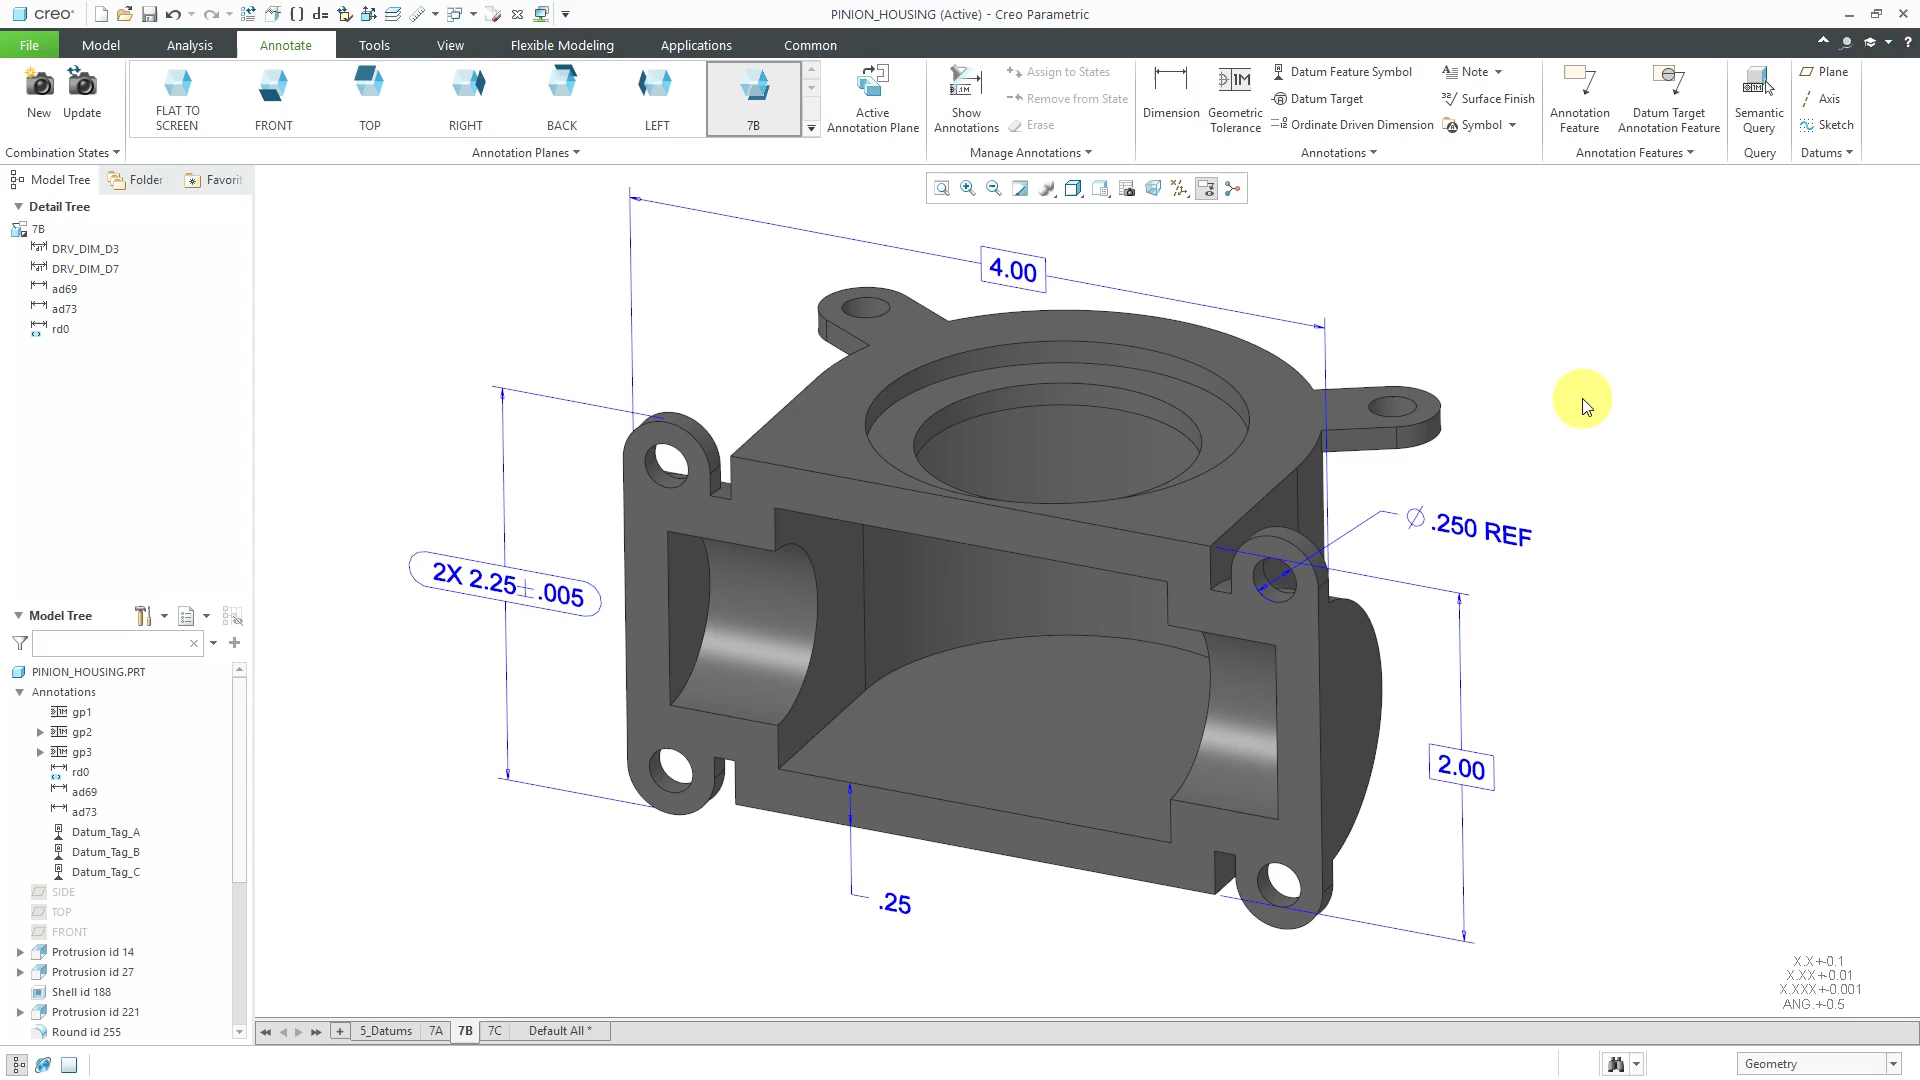 creo
PINION_HOUSING (Active) - Creo Parametric
File
Model
Analysis
Annotate
Tools
View
Flexible Modeling
Applications
Common
New
Update
Combination States
FLAT TO
SCREEN
FRONT
TOP
RIGHT
BACK
LEFT
7B
Annotation Planes
Active
Annotation Plane
Show
Annotations
Assign to States
Remove from State
Erase
Manage Annotations
Dimension
Geometric
Tolerance
Datum Feature Symbol
Datum Target
Ordinate Driven Dimension
Note
Surface Finish
Symbol
Annotations
Annotation
Feature
Datum Target
Annotation Feature
Annotation Features
Semantic
Query
Query
Plane
Axis
Sketch
Datums
Model Tree
Folder
Favorit
Detail Tree
7B
DRV_DIM_D3
DRV_DIM_D7
ad69
ad73
rd0
Model Tree
PINION_HOUSING.PRT
Annotations
gp1
gp2
gp3
rd0
ad69
ad73
Datum_Tag_A
Datum_Tag_B
Datum_Tag_C
SIDE
TOP
FRONT
Protrusion id 14
Protrusion id 27
Shell id 188
Protrusion id 221
Round id 255
4.00
Ø .250 REF
2X 2.25±.005
2.00
.25
X.X+-0.1
X.XX+-0.01
X.XXX+-0.001
ANG.+-0.5
5_Datums
7A
7B
7C
Default All *
Geometry